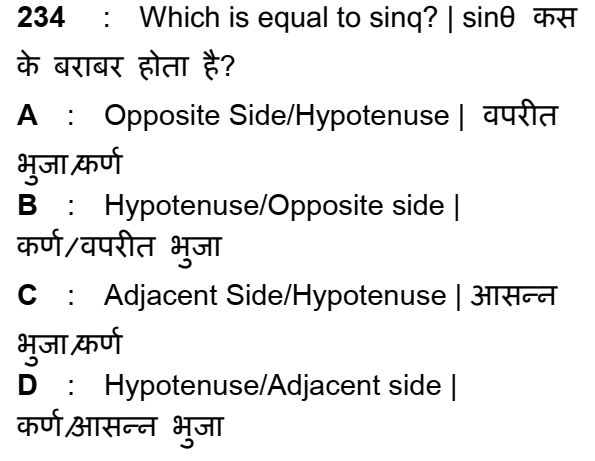 234 : Which is equal to sinq? | sinθ कस
के बराबर होता है?
A : Opposite Side/Hypotenuse | वपरीत
भुजा/कर्ण
B : Hypotenuse/Opposite side |
कर्ण/वपरीत भुजा
C : Adjacent Side/Hypotenuse | आसन्न
भुजा/कर्ण
D : Hypotenuse/Adjacent side |
कर्ण/आसन्न भुजा